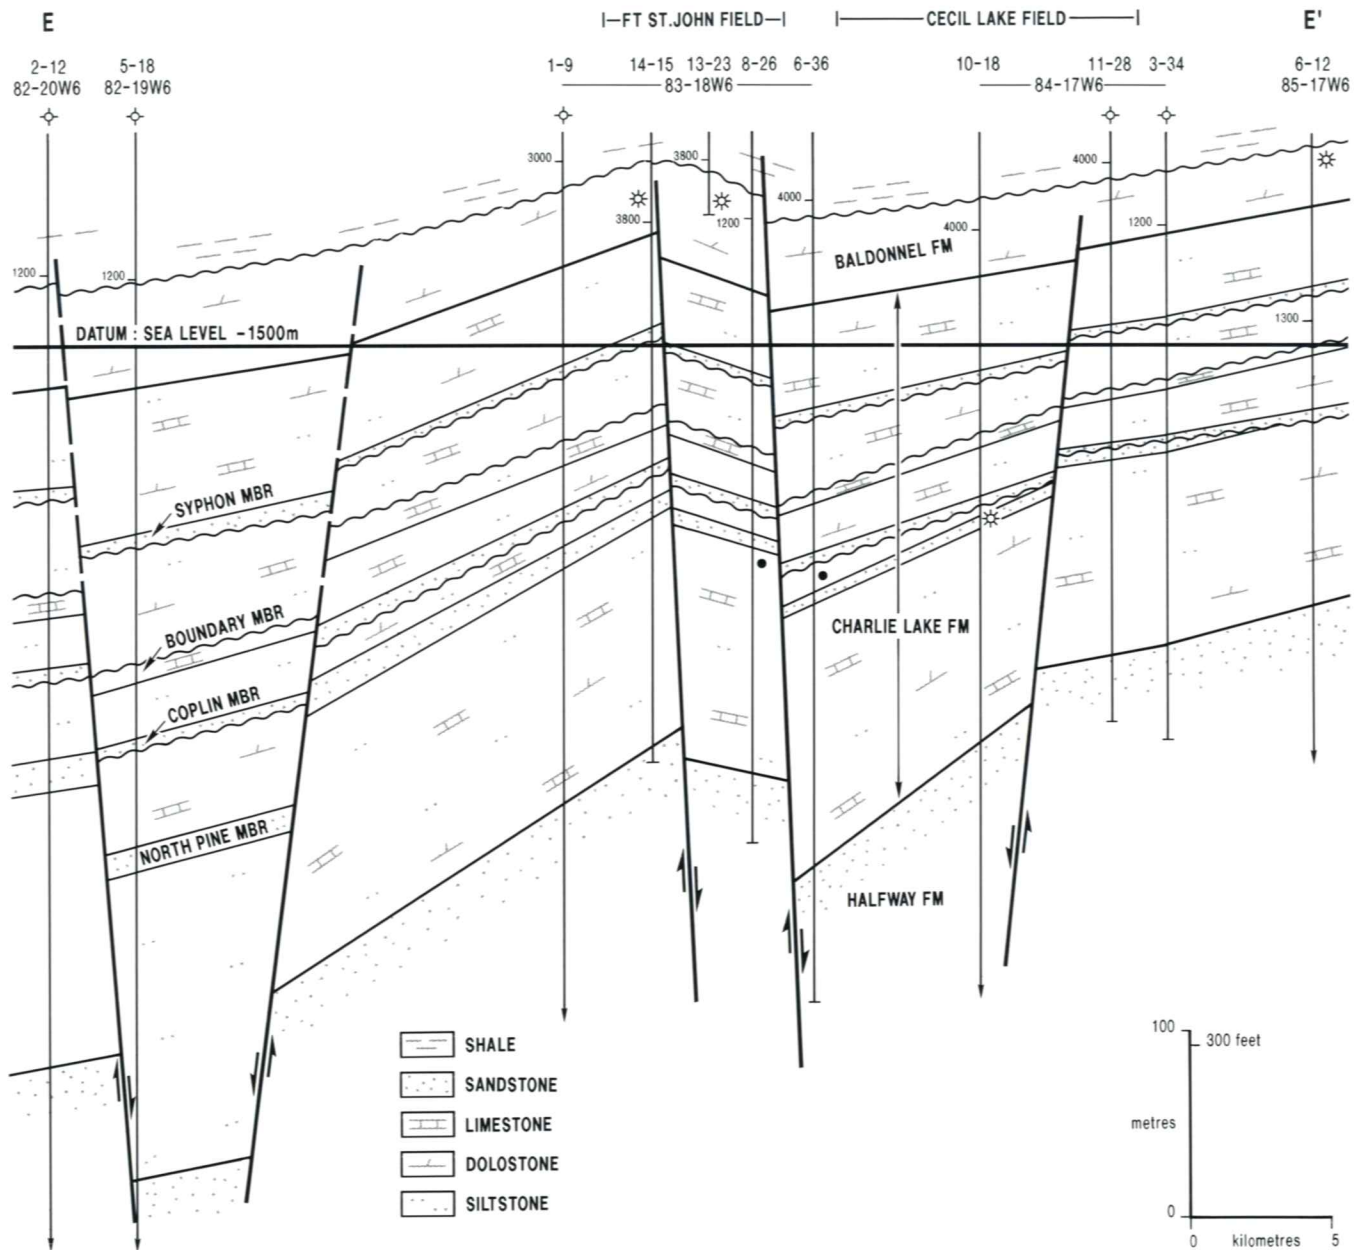 E
FT ST.JOHN FIELD
CECIL LAKE FIELD
E'
2-12
5-18
1-9
14-15
13-23
8-26
6-36
10-18
11-28
3-34
6-12
82-20W6
82-19W6
83-18W6
84-17W6
85-17W6
3000
3800
4000
3800
1200
4000
4000
1200
1200
1200
1300
BALDONNEL FM
DATUM : SEA LEVEL -1500m
SYPHON MBR
BOUNDARY MBR
COPLIN MBR
NORTH PINE MBR
CHARLIE LAKE FM
HALFWAY FM
SHALE
SANDSTONE
LIMESTONE
DOLOSTONE
SILTSTONE
100
300 feet
metres
0
0 kilometres 5